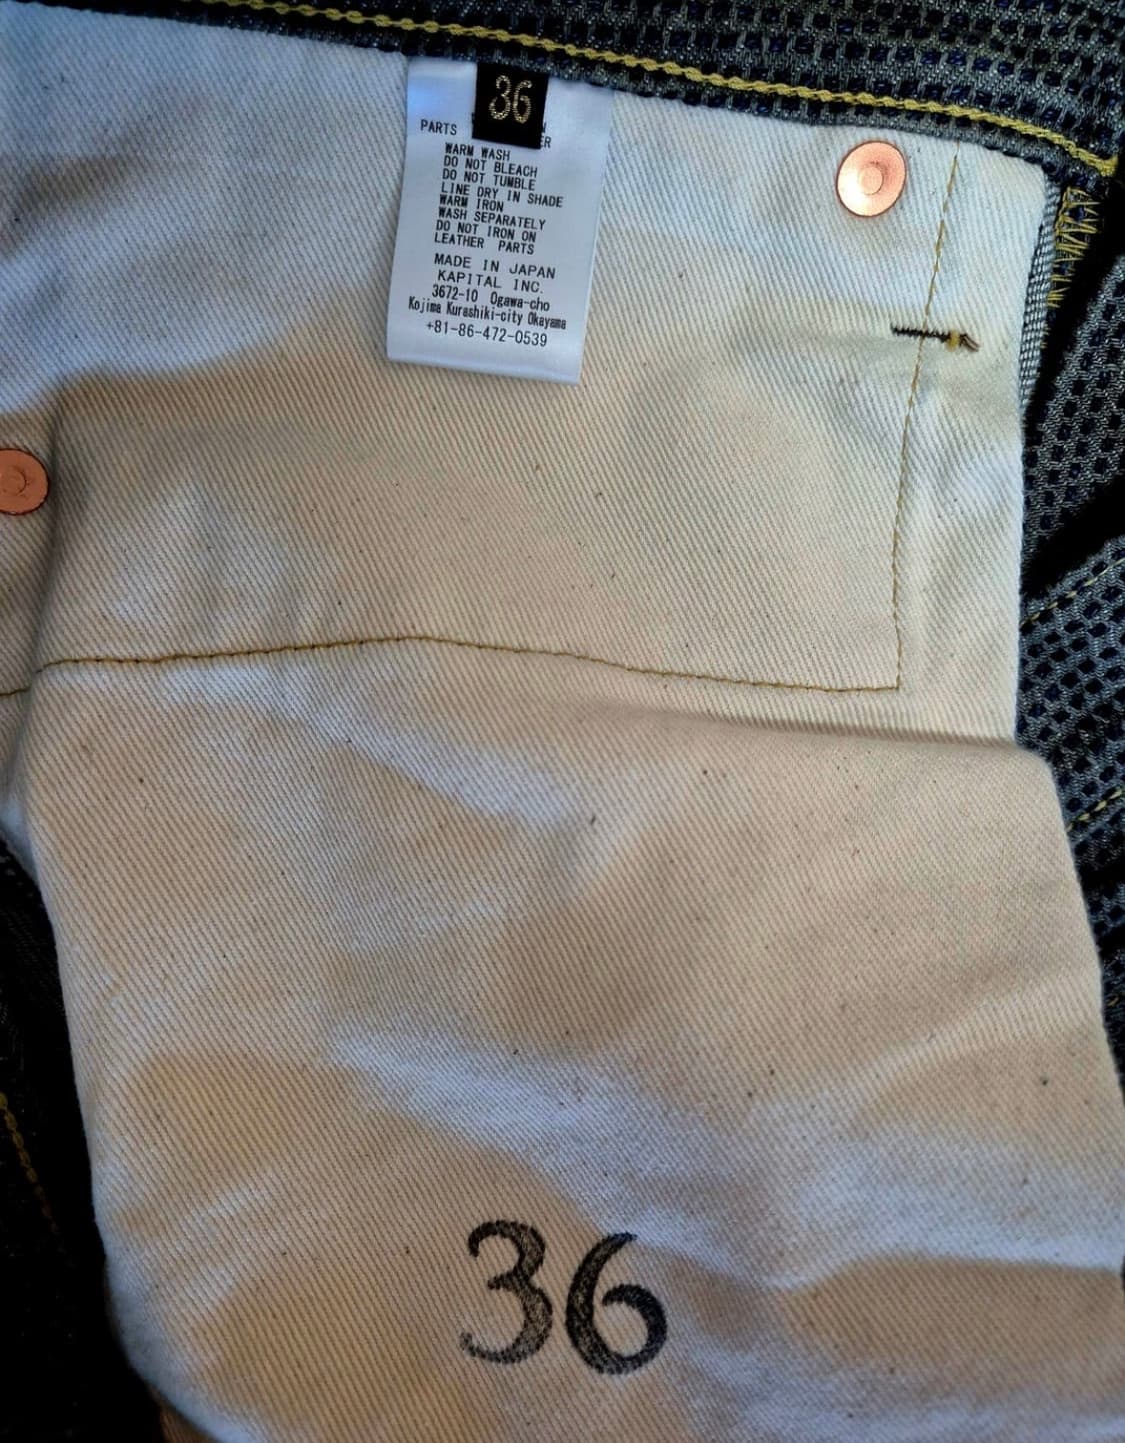 36
PARTS
WARM WASH
DO NOT BLEACH
DO NOT TUMBLE
LINE DRY IN SHADE
WARM IRON
WASH SEPARATELY
DO NOT IRON ON
LEATHER PARTS
MADE IN JAPAN
KAPITAL INC.
3672-10 Ogawa-cho
Kojima Kurashiki-city Okayama
+81-86-472-0539
36